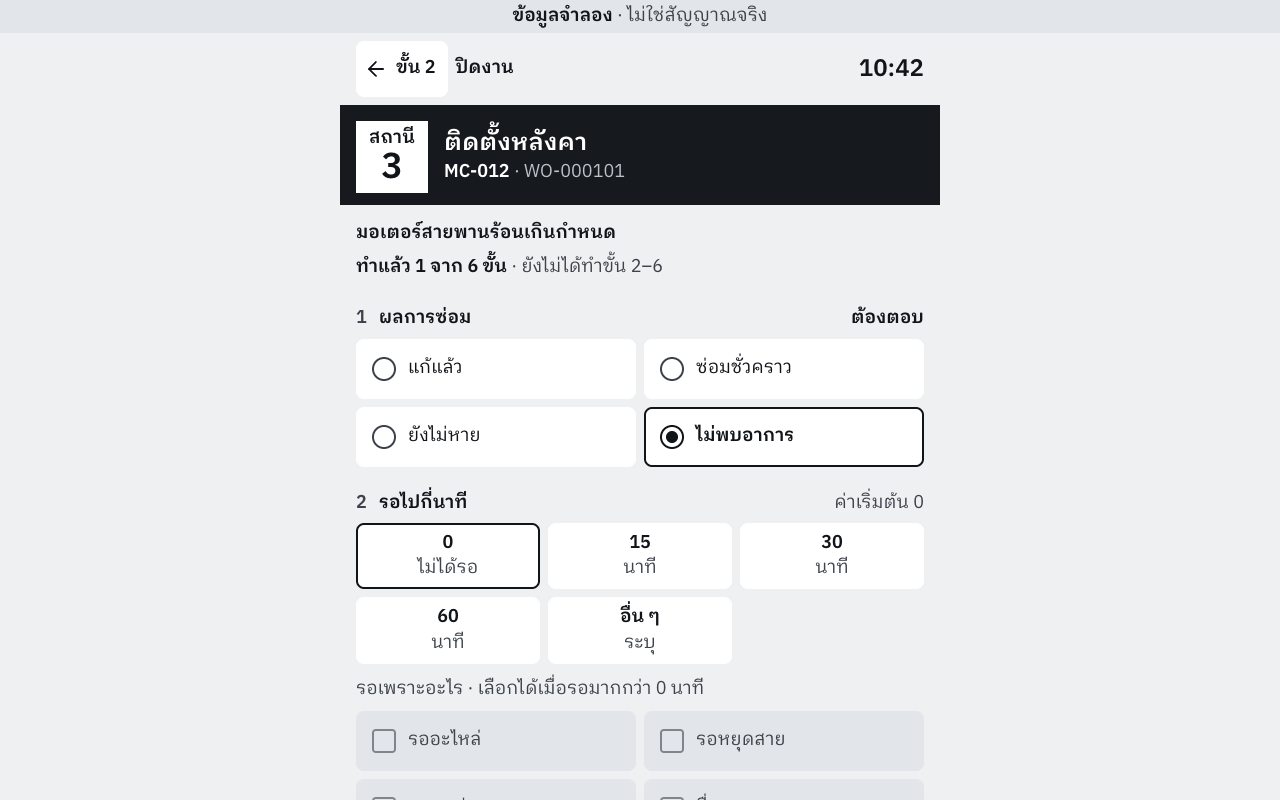 ข้อมูลจำลอง · ไม่ใช่สัญญาณจริง
← ขั้น 2 ปิดงาน 10:42
สถานี
3
ติดตั้งหลังคา
MC-012 · WO-000101
มอเตอร์สายพานร้อนเกินกำหนด
ทำแล้ว 1 จาก 6 ขั้น · ยังไม่ได้ทำขั้น 2–6
1 ผลการซ่อม ต้องตอบ
แก้แล้ว ซ่อมชั่วคราว
ยังไม่หาย ไม่พบอาการ
2 รอไปกี่นาที ค่าเริ่มต้น 0
0 15 30
ไม่ได้รอ นาที นาที
60 อื่น ๆ
นาที ระบุ
รอเพราะอะไร · เลือกได้เมื่อรอมากกว่า 0 นาที
รออะไหล่ รอหยุดสาย